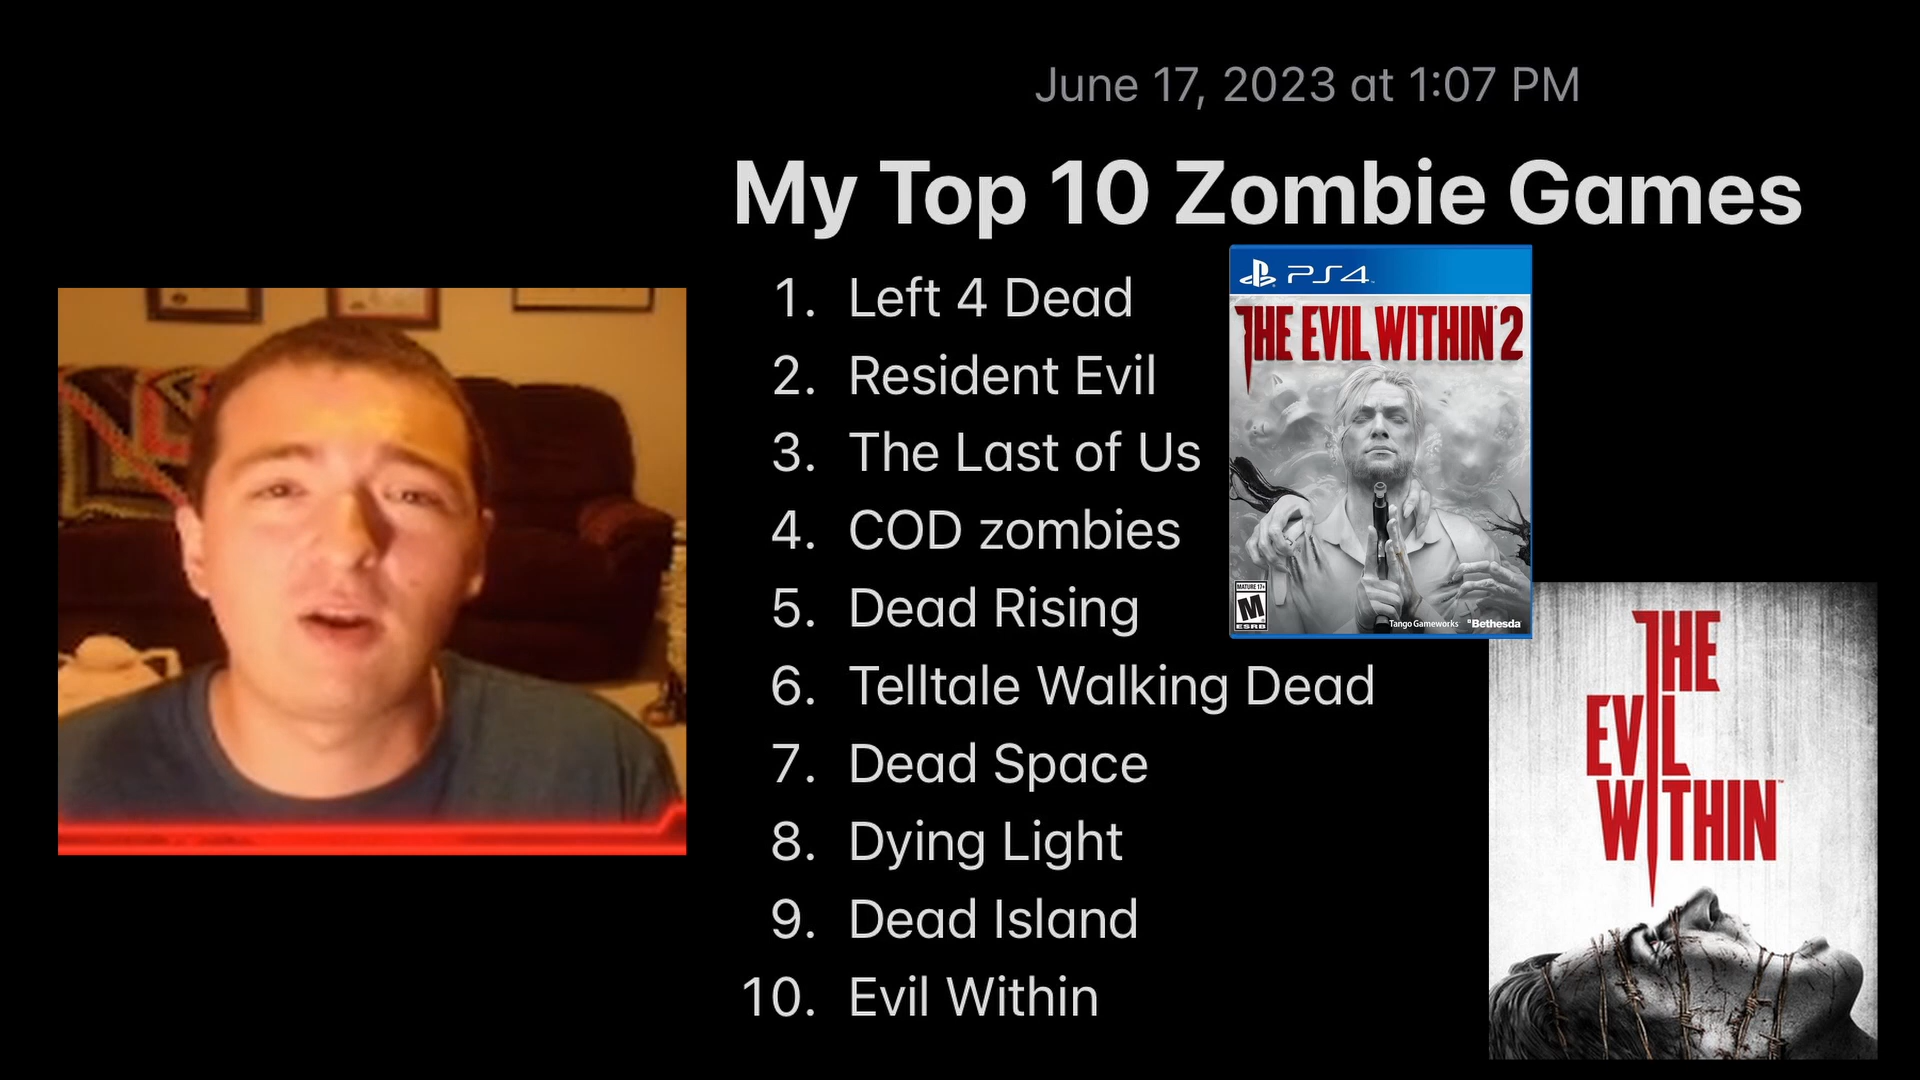 June 17, 2023 at 1:07 PM
My Top 10 Zombie Games
1. Left 4 Dead
2. Resident Evil
3. The Last of Us
4. COD zombies
5. Dead Rising
6. Telltale Walking Dead
7. Dead Space
8. Dying Light
9. Dead Island
10. Evil Within
PS4
THE EVIL WITHIN 2
MATURE 17+
M
ESRB
Tango Gameworks
Bethesda
THE
EVIL
WITHIN